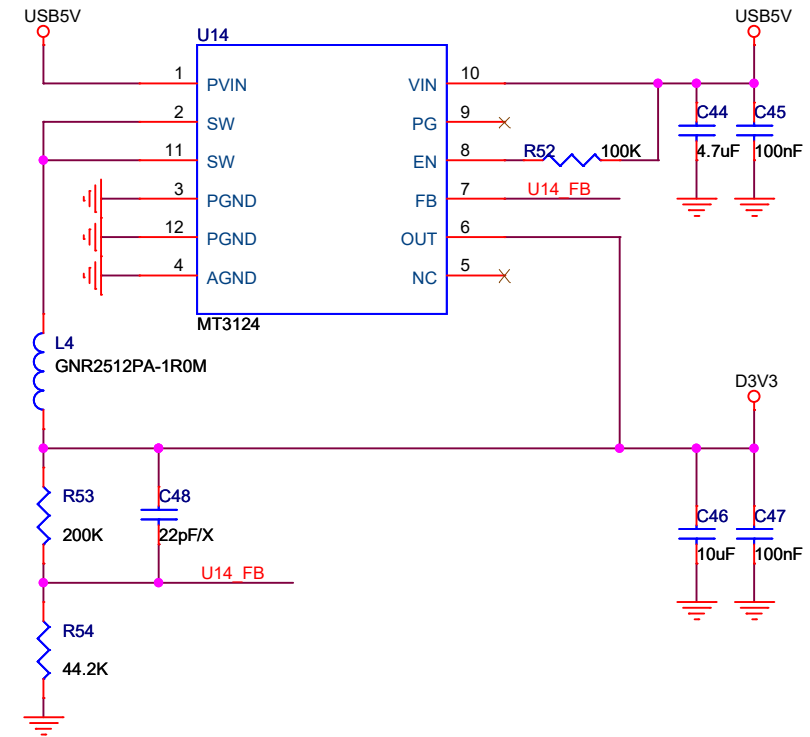 USB5V
USB5V
U14
1 PVIN
VIN 10
2 SW
PG 9
C44
C45
11 SW
EN 8
R52
100K
4.7uF
100nF
3 PGND
FB 7
U14_FB
12 PGND
OUT 6
4 AGND
NC 5
MT3124
L4
GNR2512PA-1R0M
D3V3
R53
C48
200K
22pF/X
C46
C47
10uF
100nF
U14_FB
R54
44.2K